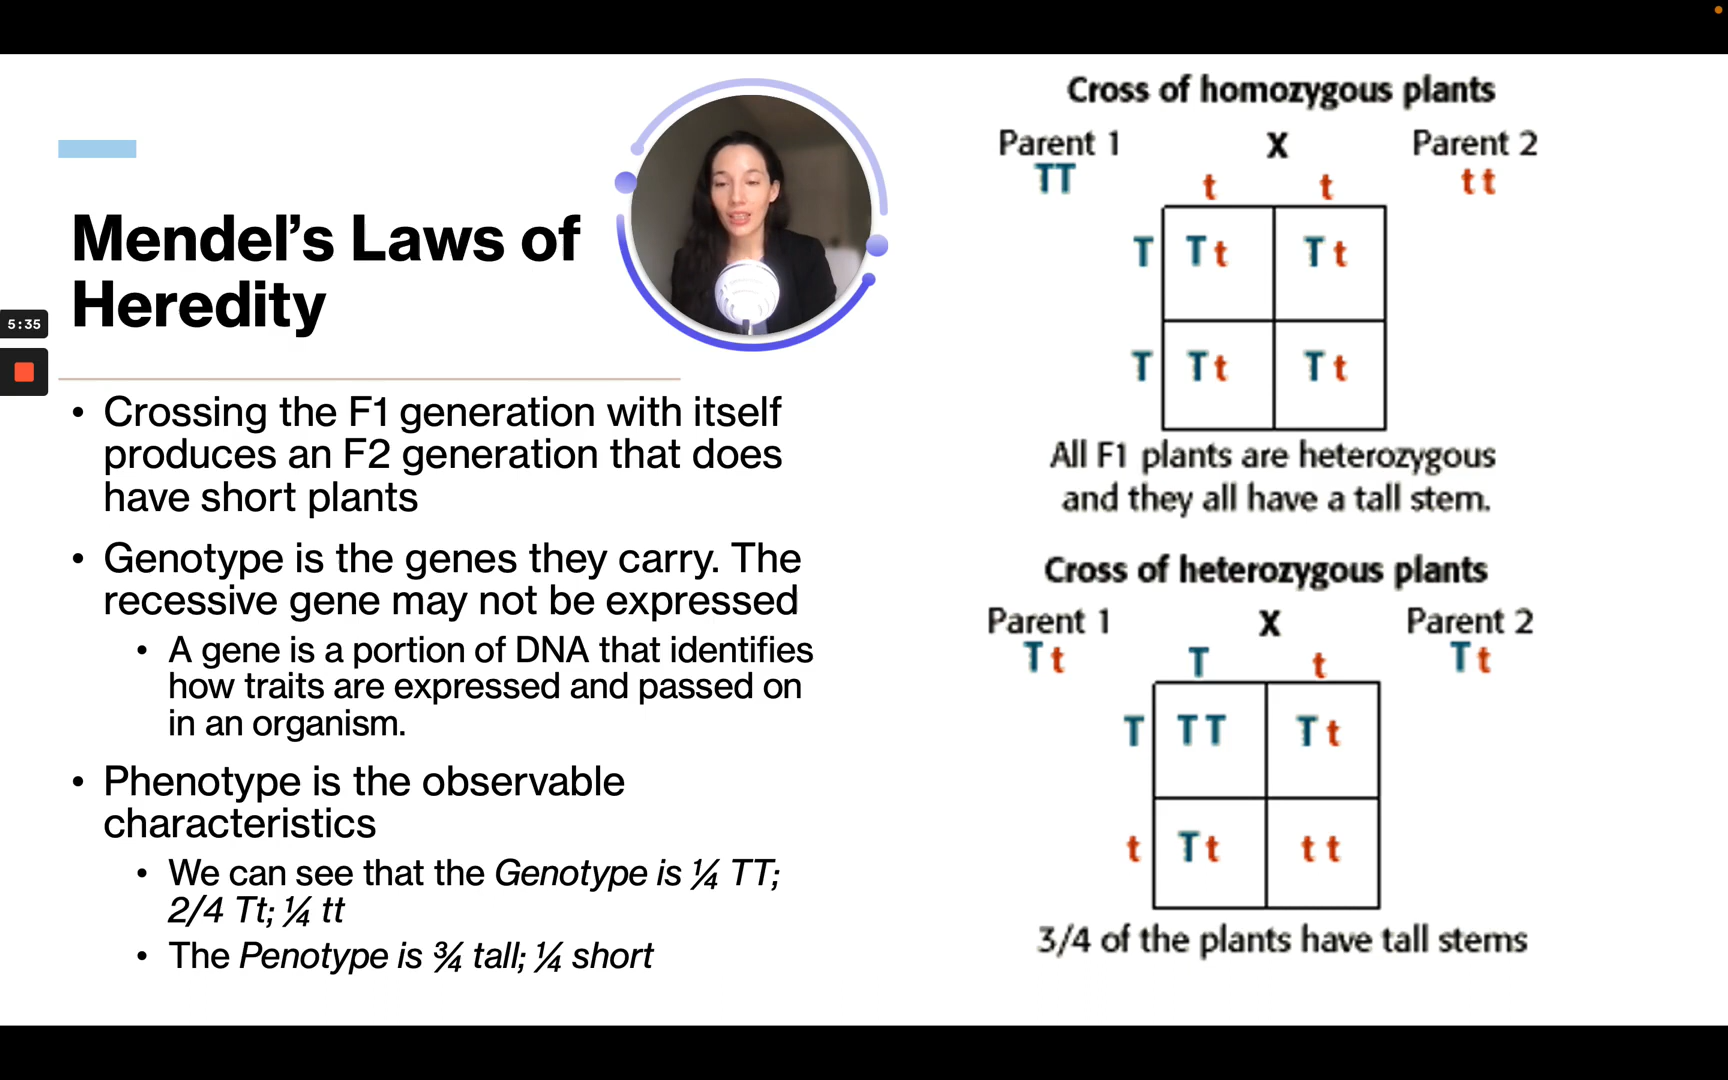 5:35
Mendel's Laws of
Heredity
• Crossing the F1 generation with itself
produces an F2 generation that does
have short plants
• Genotype is the genes they carry. The
recessive gene may not be expressed
• A gene is a portion of DNA that identifies
how traits are expressed and passed on
in an organism.
• Phenotype is the observable
characteristics
• We can see that the Genotype is ¼ TT;
2/4 Tt; ¼ tt
• The Penotype is ¾ tall; ¼ short
Cross of homozygous plants
Parent 1 X Parent 2
TT tt
t t
T Tt Tt
T Tt Tt
All F1 plants are heterozygous
and they all have a tall stem.
Cross of heterozygous plants
Parent 1 X Parent 2
Tt Tt
T t
T TT Tt
t Tt tt
3/4 of the plants have tall stems